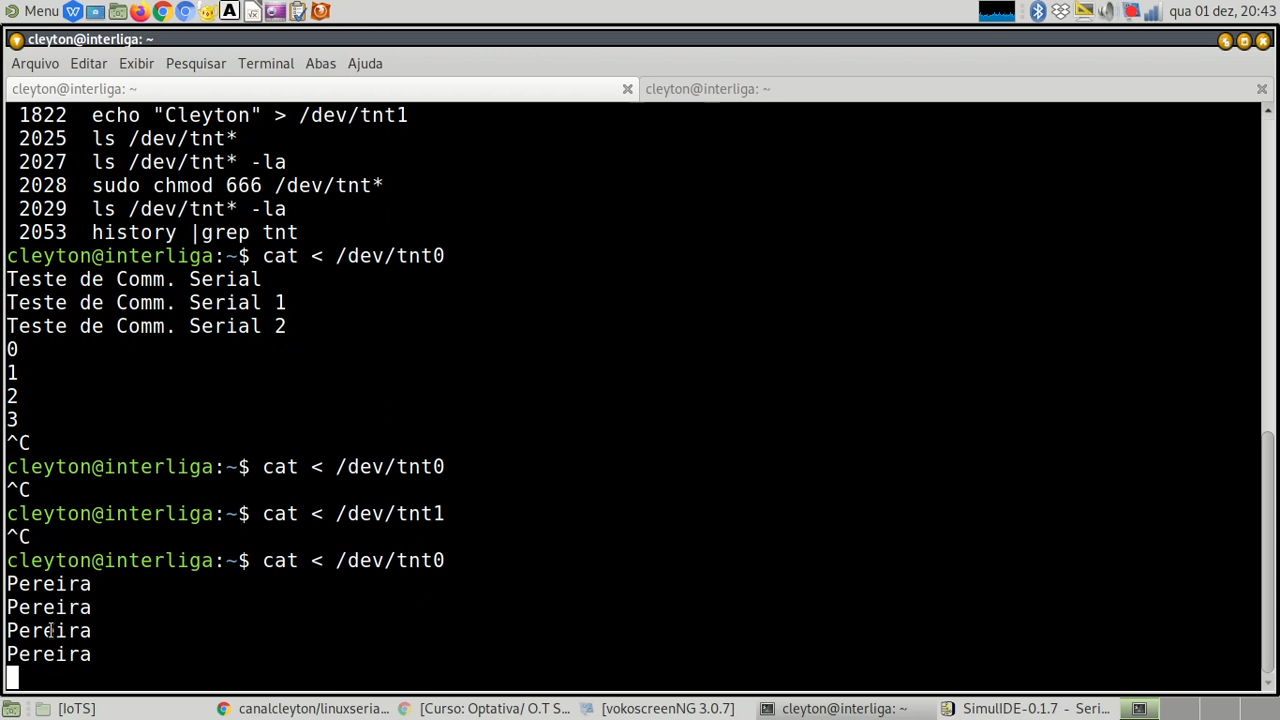 Menu
A
qua 01 dez, 20:43
cleyton@interliga: ~
Arquivo Editar Exibir Pesquisar Terminal Abas Ajuda
cleyton@interliga: ~
cleyton@interliga: ~
1822 echo "Cleyton" > /dev/tnt1
2025 ls /dev/tnt*
2027 ls /dev/tnt* -la
2028 sudo chmod 666 /dev/tnt*
2029 ls /dev/tnt* -la
2053 history |grep tnt
cleyton@interliga:~$ cat < /dev/tnt0
Teste de Comm. Serial
Teste de Comm. Serial 1
Teste de Comm. Serial 2
0
1
2
3
^C
cleyton@interliga:~$ cat < /dev/tnt0
^C
cleyton@interliga:~$ cat < /dev/tnt1
^C
cleyton@interliga:~$ cat < /dev/tnt0
Pereira
Pereira
Pereira
Pereira
[IoTS]
canalcleyton/linuxseria...
[Curso: Optativa/ O.T S...
[vokoscreenNG 3.0.7]
cleyton@interliga: ~
SimulIDE-0.1.7 - Seri...